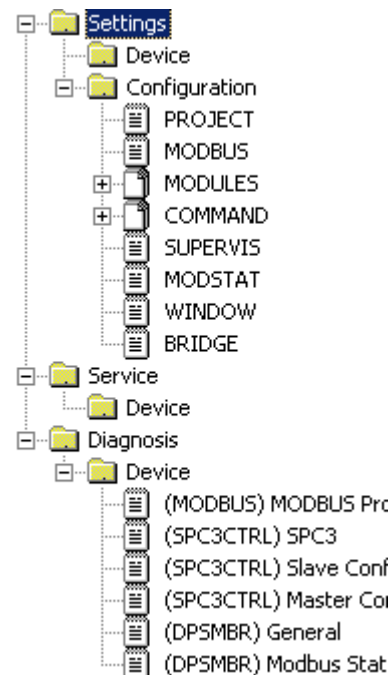 Settings
Device
Configuration
PROJECT
MODBUS
MODULES
COMMAND
SUPERVIS
MODSTAT
WINDOW
BRIDGE
Service
Device
Diagnosis
Device
(MODBUS) MODBUS Pro
(SPC3CTRL) SPC3
(SPC3CTRL) Slave Conf
(SPC3CTRL) Master Cor
(DPSMBR) General
(DPSMBR) Modbus Stat